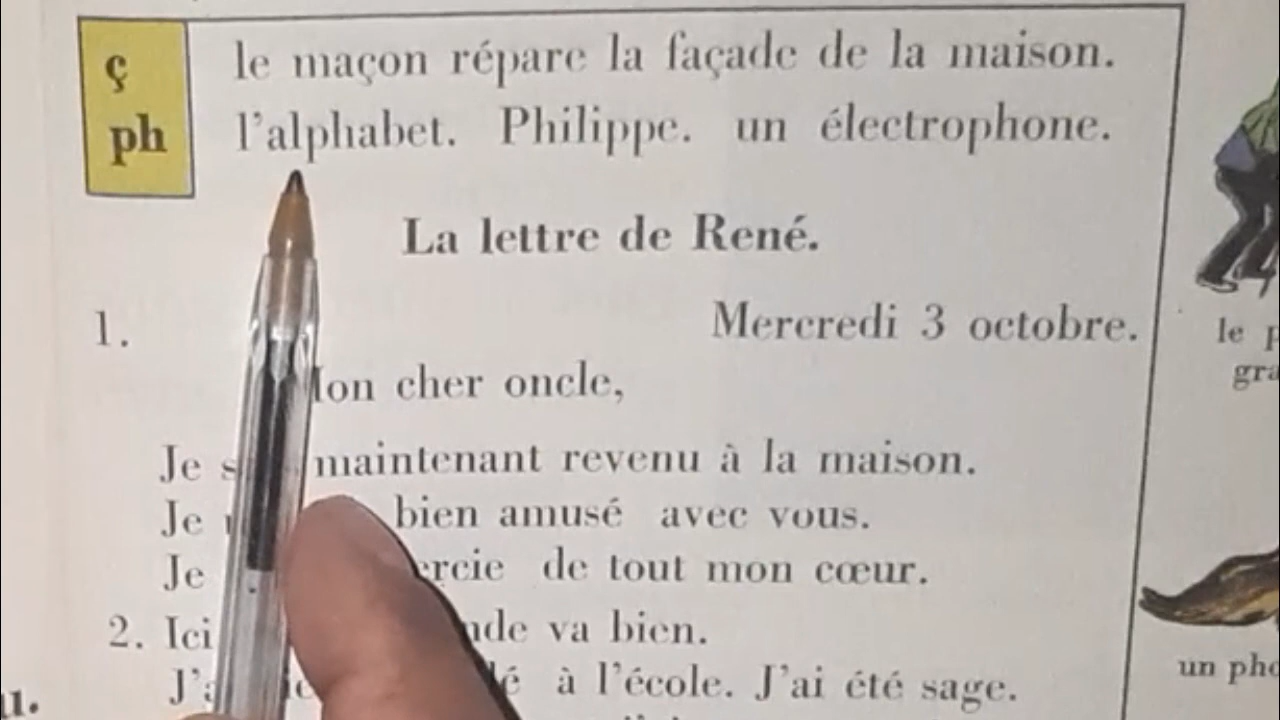 ç le maçon répare la façade de la maison.
ph l'alphabet. Philippe. un électrophone.
La lettre de René.
1. Mercredi 3 octobre.
cher oncle,
Je maintenant revenu à la maison.
Je bien amusé avec vous.
Je de tout mon cœur.
2. Ici va bien.
à l'école. J'ai été sage.
le
un